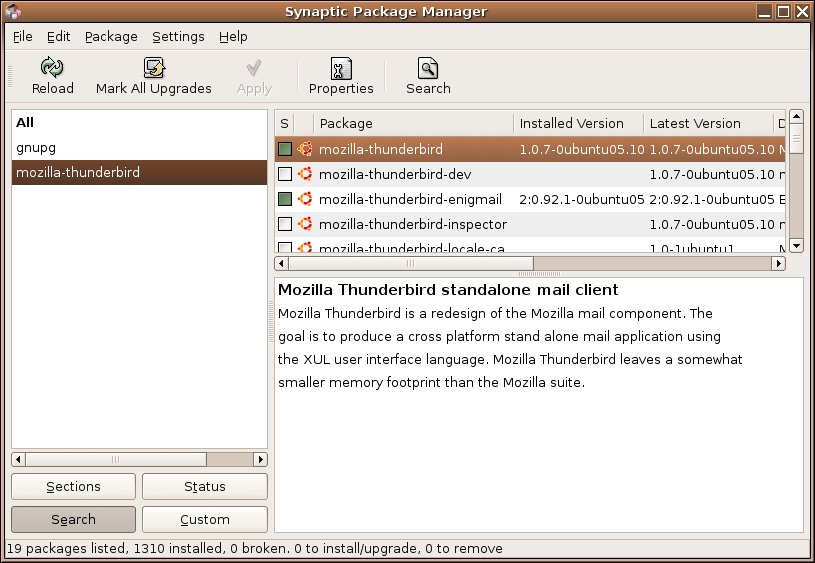 Synaptic Package Manager
File Edit Package Settings Help
Reload Mark All Upgrades Apply Properties Search
All
gnupg
mozilla-thunderbird
S Package Installed Version Latest Version D
mozilla-thunderbird 1.0.7-0ubuntu05.10 1.0.7-0ubuntu05.10 M
mozilla-thunderbird-dev 1.0.7-0ubuntu05.10 m
mozilla-thunderbird-enigmail 2:0.92.1-0ubuntu05 2:0.92.1-0ubuntu05 E
mozilla-thunderbird-inspector 1.0.7-0ubuntu05.10 m
mozilla-thunderbird-locale-ca 1.0-1ubuntu1 M
Mozilla Thunderbird standalone mail client
Mozilla Thunderbird is a redesign of the Mozilla mail component. The
goal is to produce a cross platform stand alone mail application using
the XUL user interface language. Mozilla Thunderbird leaves a somewhat
smaller memory footprint than the Mozilla suite.
Sections Status
Search Custom
19 packages listed, 1310 installed, 0 broken. 0 to install/upgrade, 0 to remove